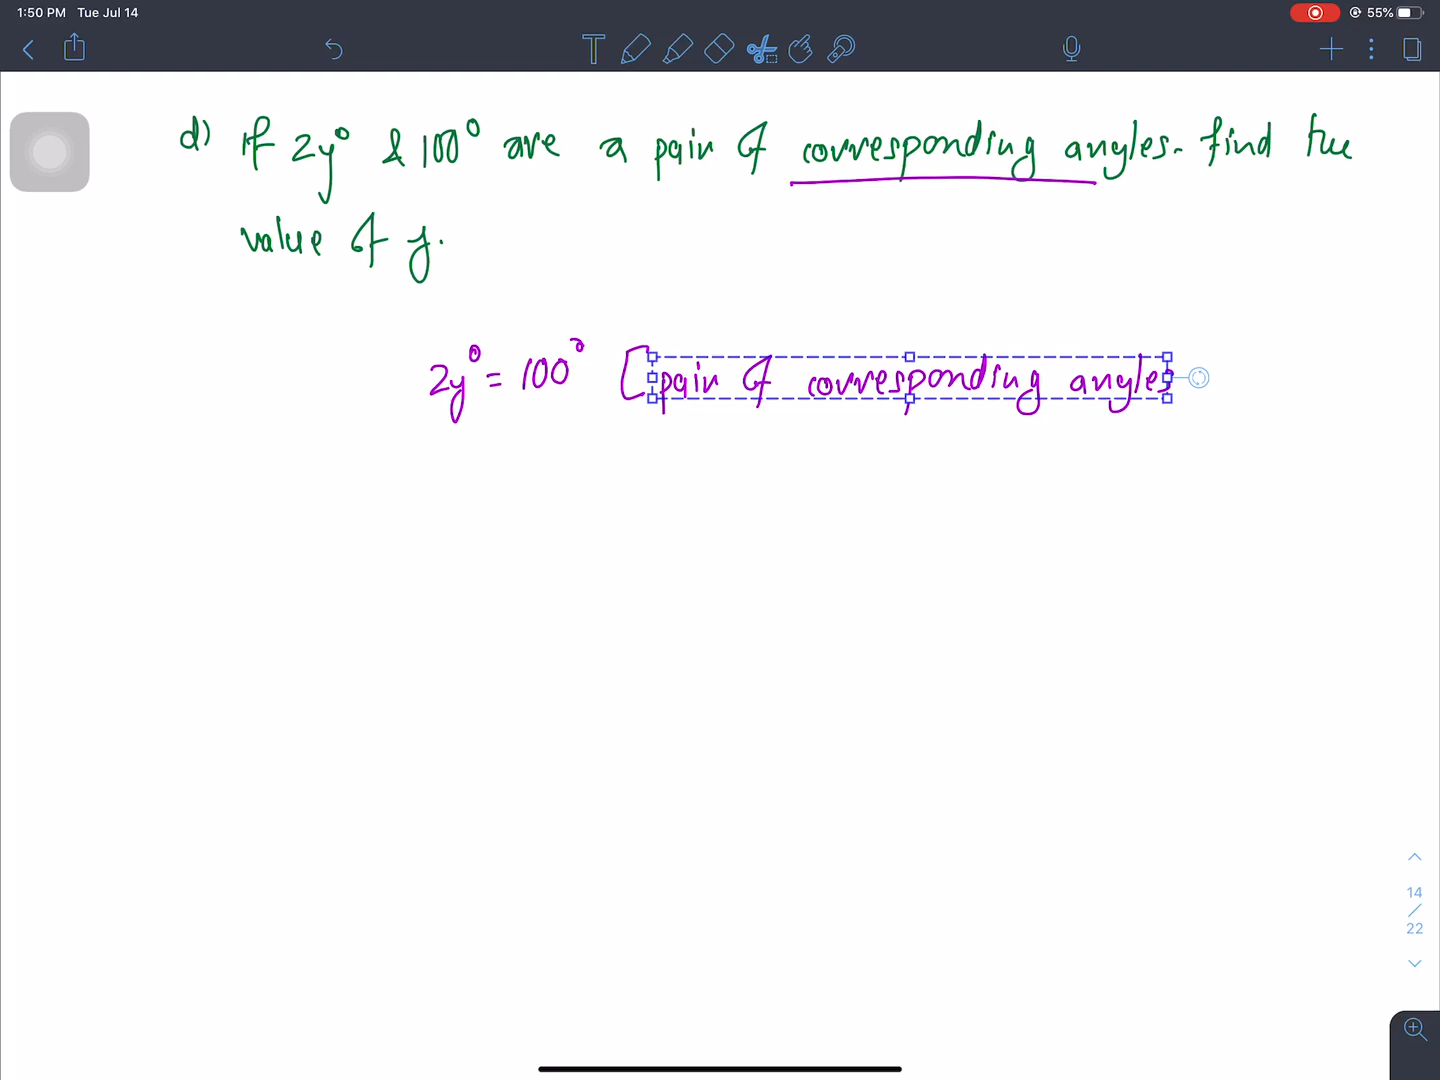 1:50 PM Tue Jul 14
55%
d) If 2y° & 100° are a pair of corresponding angles. find the
value of y.
2y° = 100° [pair of corresponding angles
14
/
22